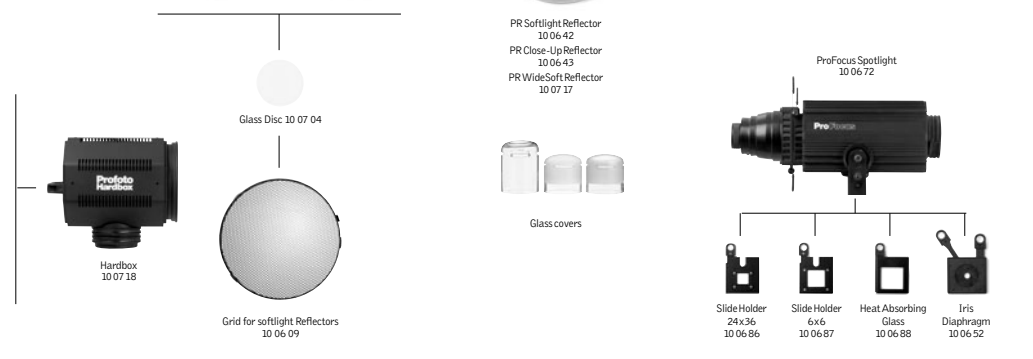 PR Softlight Reflector
10 06 42
PR Close-Up Reflector
10 06 43
PR WideSoft Reflector
10 07 17
ProFocus Spotlight
10 06 72
Glass Disc 10 07 04
ProFocus
Profoto
Hardbox
Glass covers
Hardbox
10 07 18
Grid for softlight Reflectors
10 06 09
Slide Holder
24x36
10 06 86
Slide Holder
6x6
10 06 87
Heat Absorbing
Glass
10 06 88
Iris
Diaphragm
10 06 52